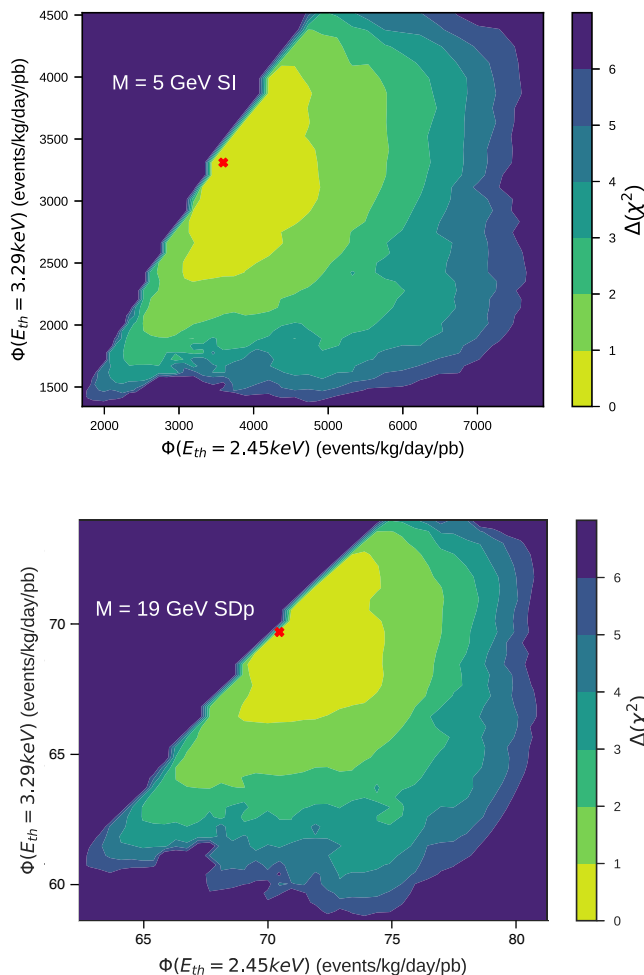 4500
4000
3500
3000
2500
2000
1500
Φ(E_th = 3.29keV) (events/kg/day/pb)
M = 5 GeV SI
2000 3000 4000 5000 6000 7000
Φ(E_th = 2.45keV) (events/kg/day/pb)
6
5
4
3
2
1
0
Δ(χ²)
70
65
60
Φ(E_th = 3.29keV) (events/kg/day/pb)
M = 19 GeV SDp
65 70 75 80
Φ(E_th = 2.45keV) (events/kg/day/pb)
6
5
4
3
2
1
0
Δ(χ²)